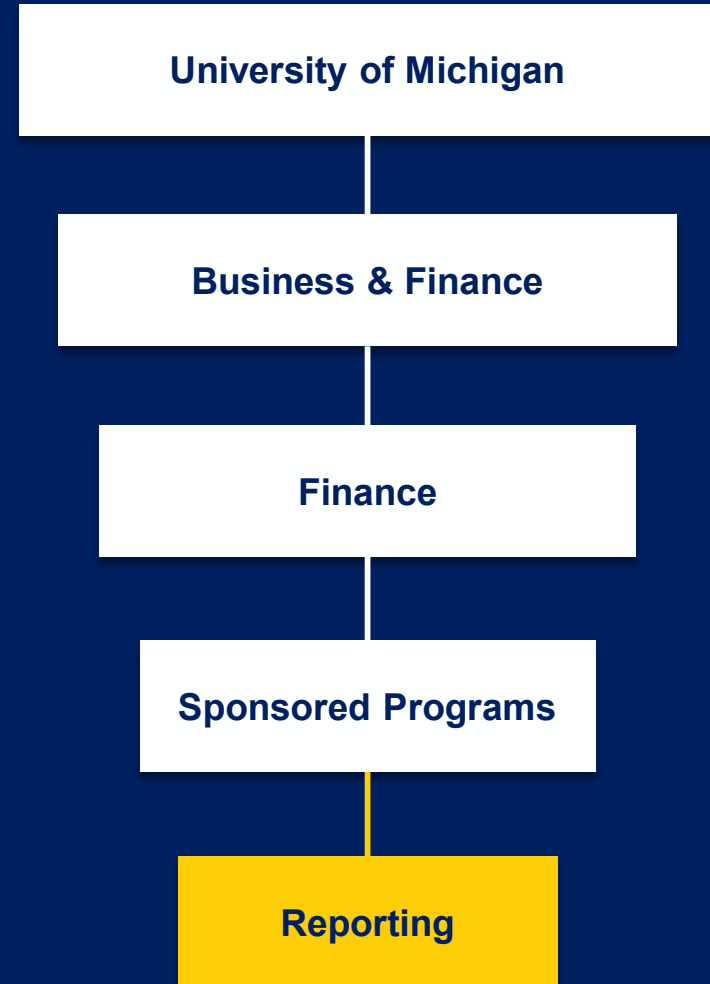 University of Michigan
Business & Finance
Finance
Sponsored Programs
Reporting